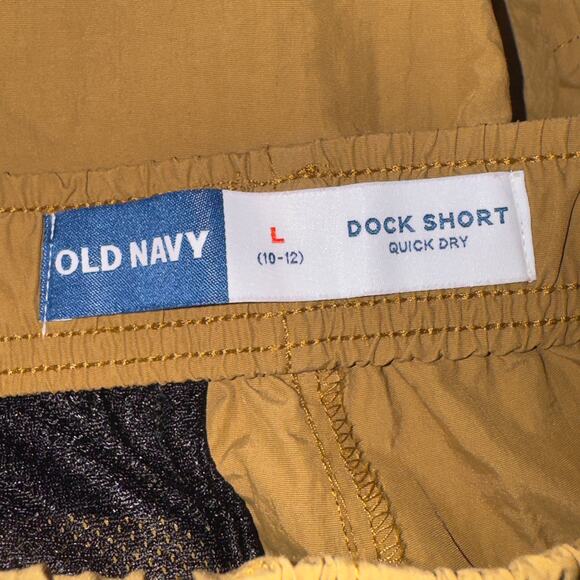 OLD NAVY
L
(10-12)
DOCK SHORT
QUICK DRY